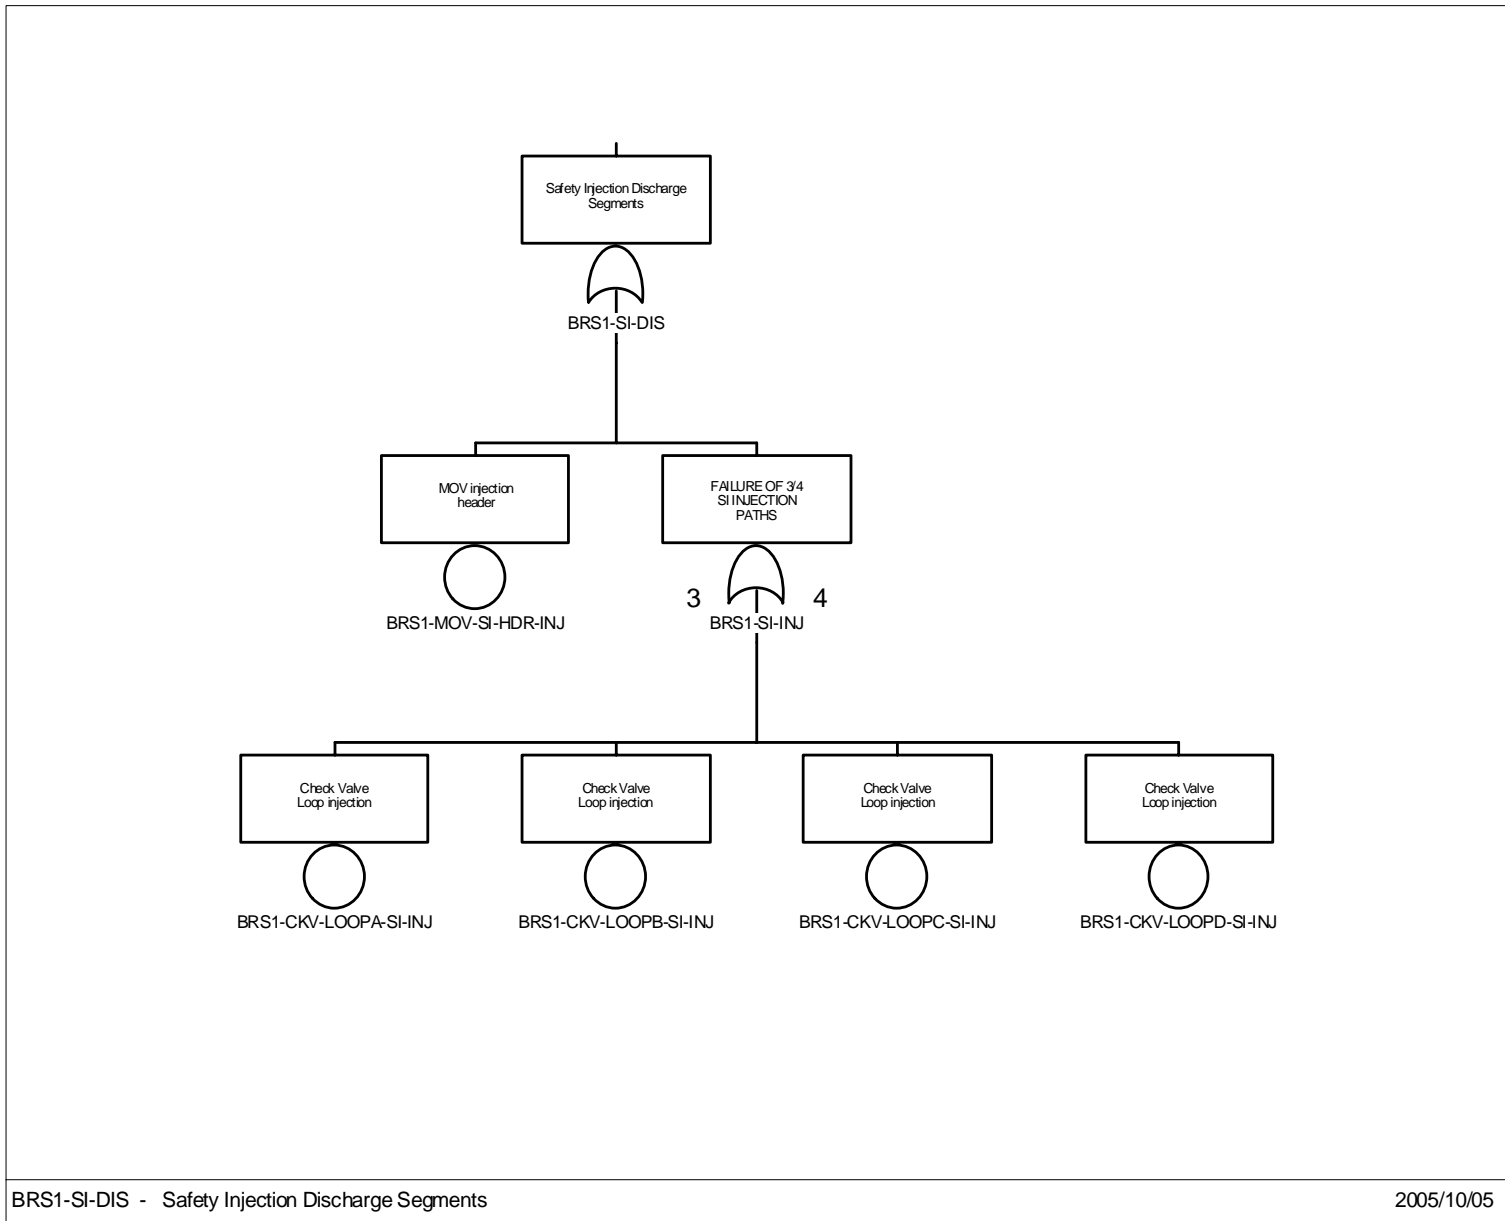 Safety Injection Discharge
Segments
BRS1-SI-DIS
MOV injection
header
FAILURE OF 3/4
SI INJECTION
PATHS
BRS1-MOV-SI-HDR-INJ
3
4
BRS1-SI-INJ
Check Valve
Loop injection
Check Valve
Loop injection
Check Valve
Loop injection
Check Valve
Loop injection
BRS1-CKV-LOOPA-SI-INJ
BRS1-CKV-LOOPB-SI-INJ
BRS1-CKV-LOOPC-SI-INJ
BRS1-CKV-LOOPD-SI-INJ
BRS1-SI-DIS - Safety Injection Discharge Segments
2005/10/05